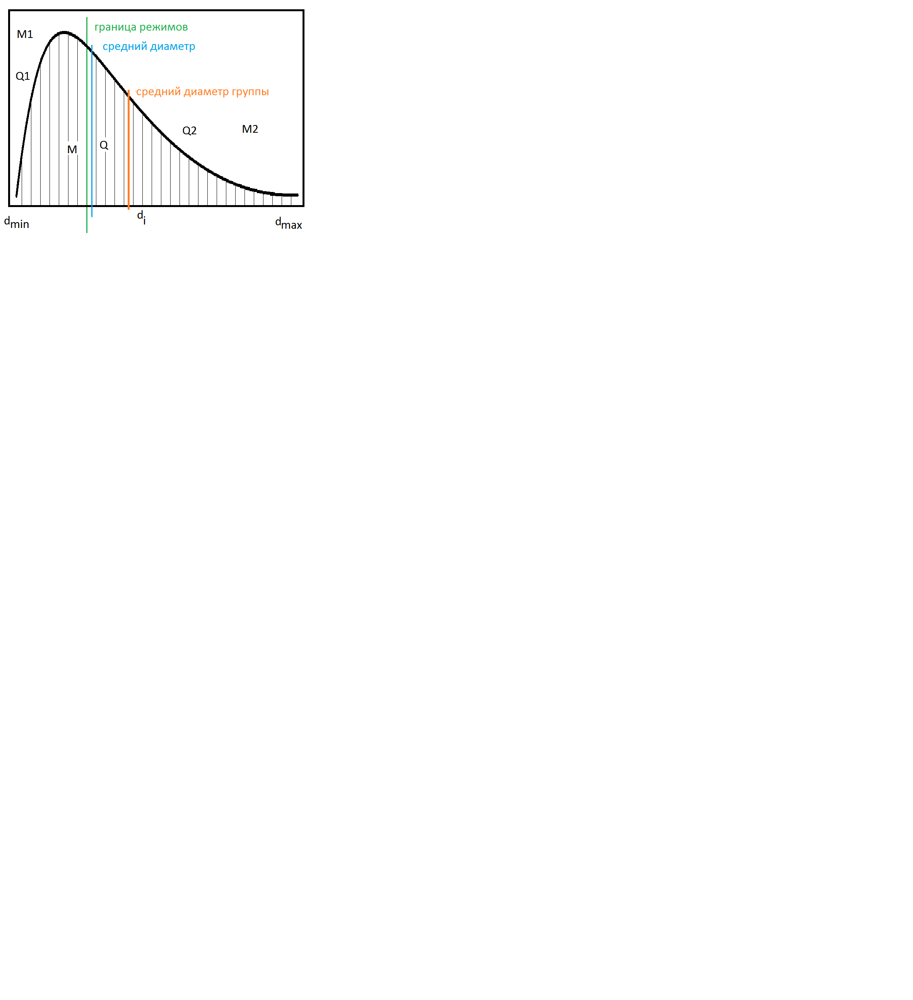 граница режимов
M1
средний диаметр
Q1
средний диаметр группы
Q2
M2
M
Q
dmin
di
dmax